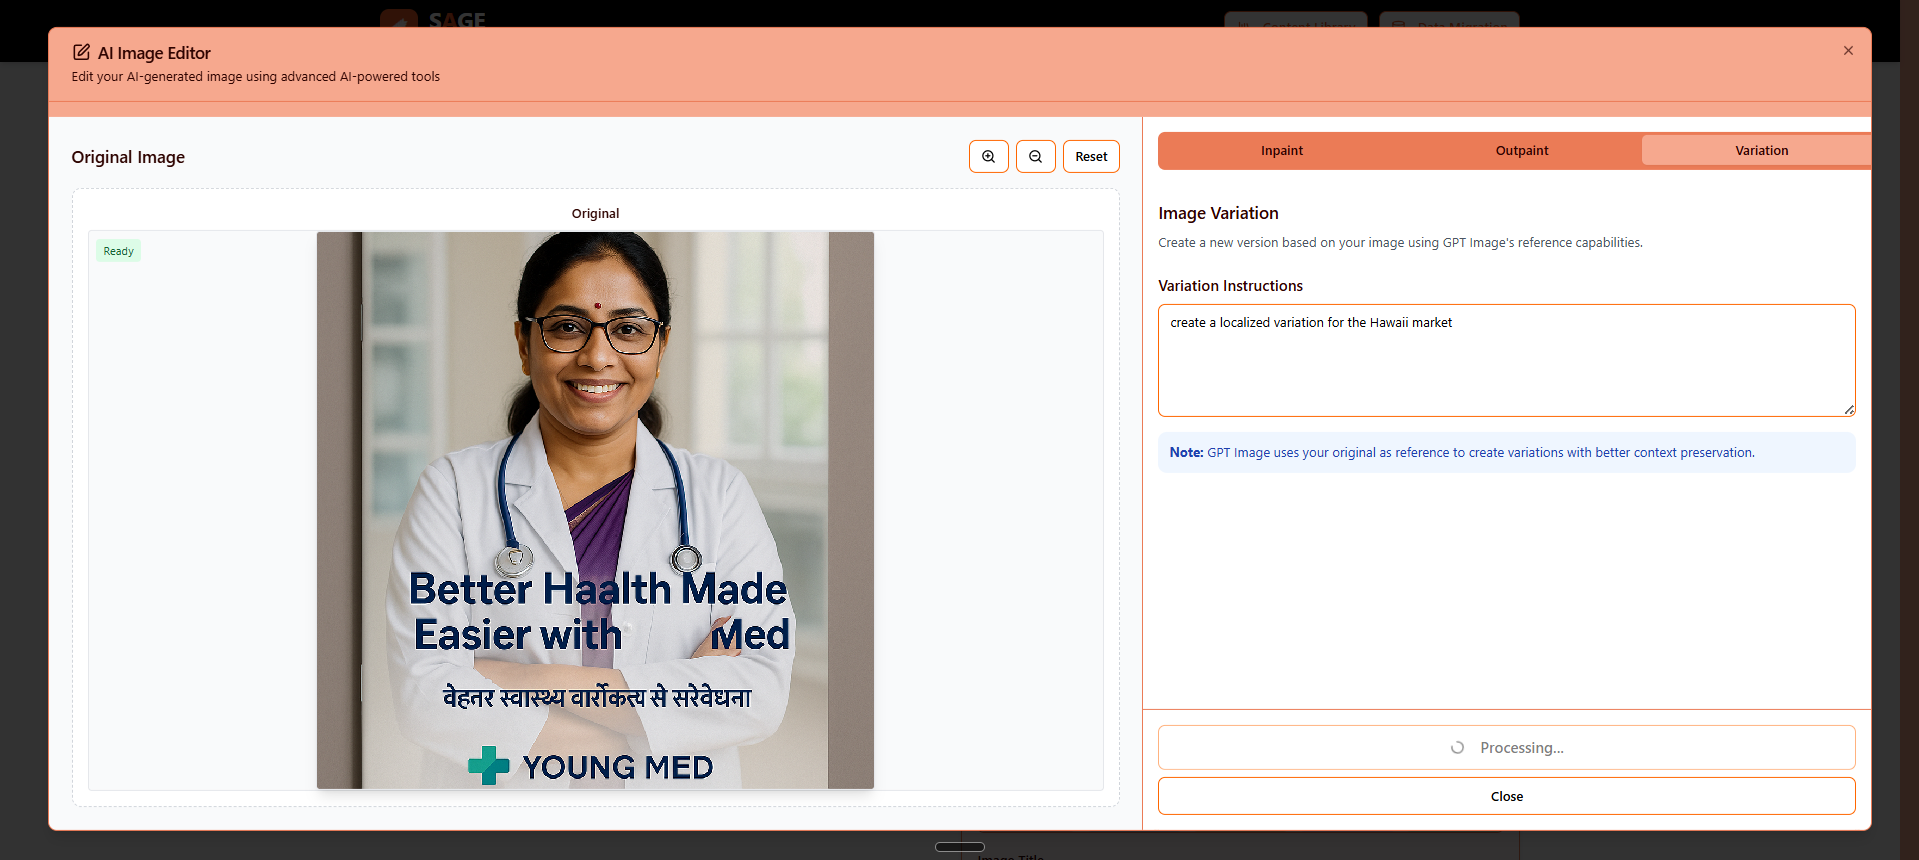 SAGE
Content Library
Data Migration
AI Image Editor
Edit your AI-generated image using advanced AI-powered tools
Original Image
Reset
Original
Ready
Better Haalth Made
Easier with Med
वेहतर स्वास्थ्य वार्रोकत्य से सरेवेधना
YOUNG MED
Inpaint
Outpaint
Variation
Image Variation
Create a new version based on your image using GPT Image's reference capabilities.
Variation Instructions
create a localized variation for the Hawaii market
Note: GPT Image uses your original as reference to create variations with better context preservation.
Processing...
Close
Image Title